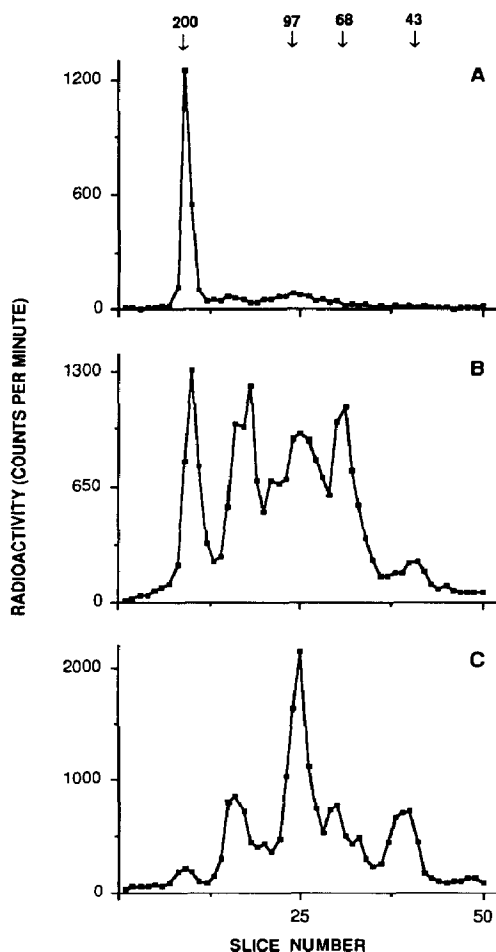 200 97 68 43
A
1200
600
0
B
1300
650
0
C
2000
1000
0
25 50
RADIOACTIVITY (COUNTS PER MINUTE)
SLICE NUMBER